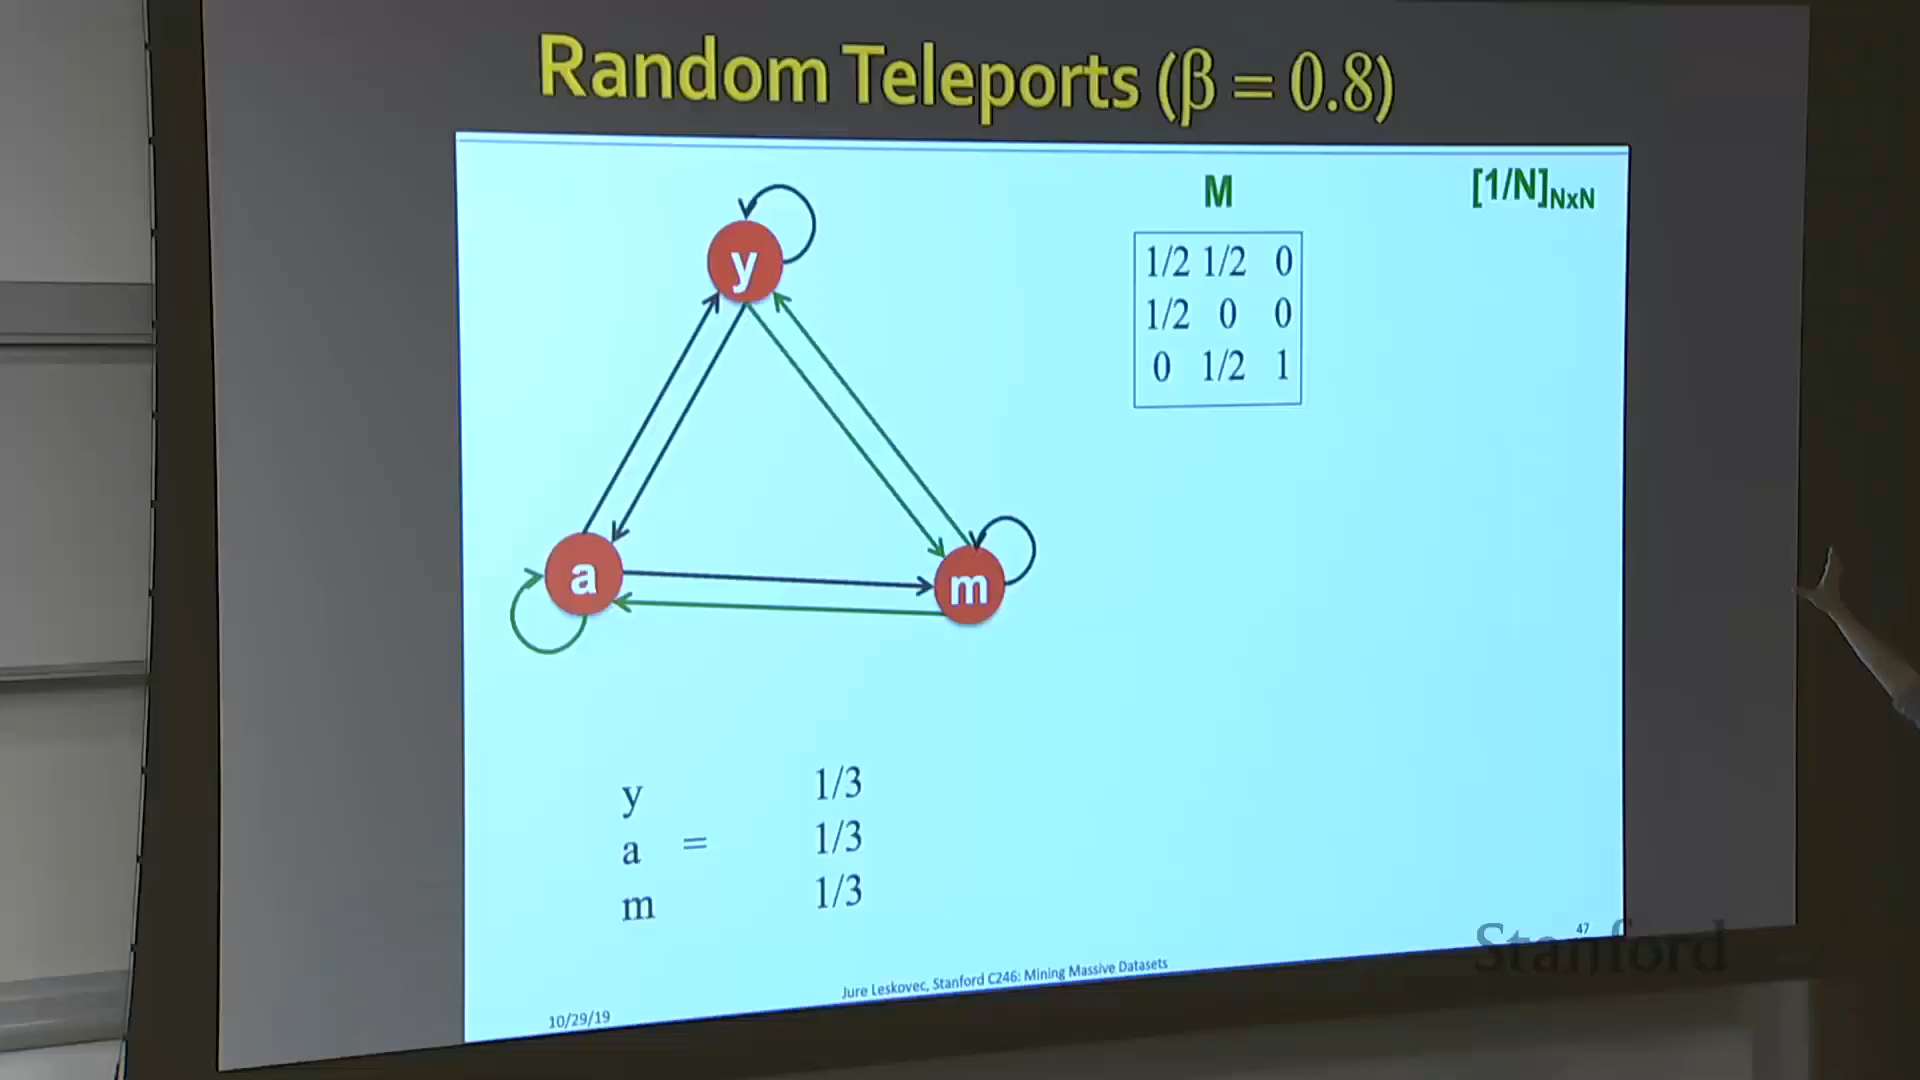 Random Teleports (β = 0.8)
M
[1/N]NxN
1/2 1/2 0
1/2 0 0
0 1/2 1
y
a
m
y
a =
m
1/3
1/3
1/3
47
Stanford
Jure Leskovec, Stanford C246: Mining Massive Datasets
10/29/19